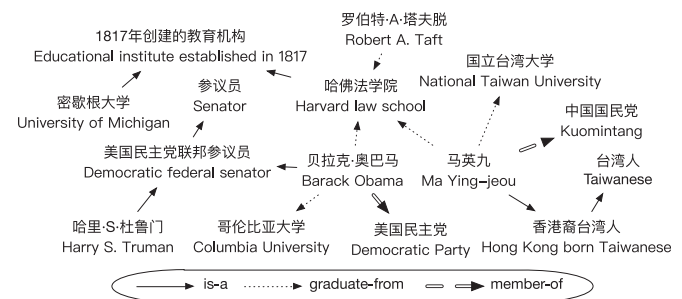 罗伯特·A·塔夫脱
Robert A. Taft
1817年创建的教育机构
Educational institute established in 1817
国立台湾大学
National Taiwan University
参议员
Senator
哈佛法学院
Harvard law school
密歇根大学
University of Michigan
中国国民党
Kuomintang
美国民主党联邦参议员
Democratic federal senator
贝拉克·奥巴马
Barack Obama
马英九
Ma Ying-jeou
台湾人
Taiwanese
哈里·S·杜鲁门
Harry S. Truman
哥伦比亚大学
Columbia University
美国民主党
Democratic Party
香港裔台湾人
Hong Kong born Taiwanese
is-a
graduate-from
member-of